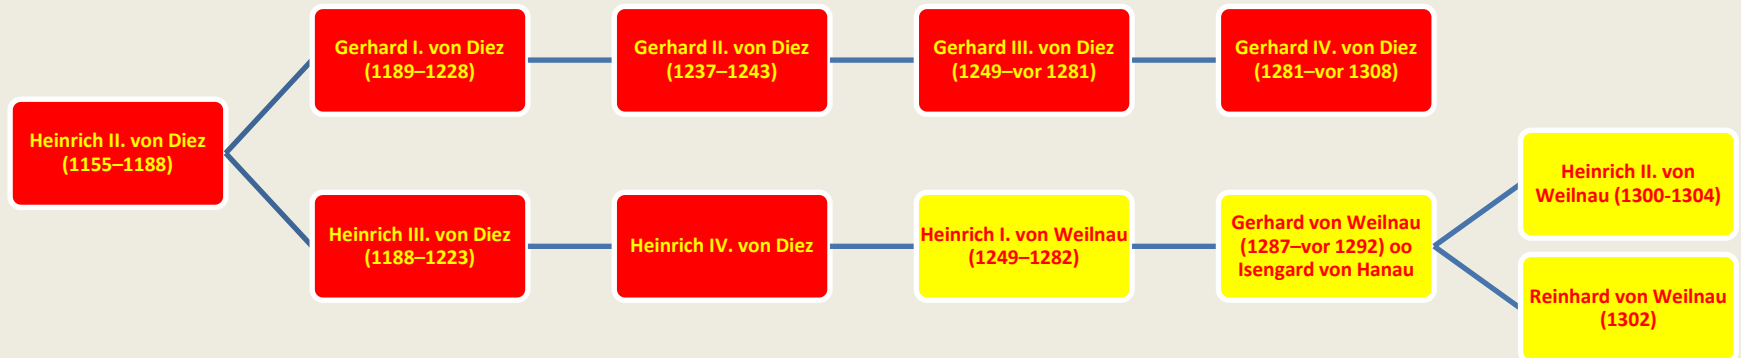 Gerhard I. von Diez
(1189–1228)
Gerhard II. von Diez
(1237–1243)
Gerhard III. von Diez
(1249–vor 1281)
Gerhard IV. von Diez
(1281–vor 1308)
Heinrich II. von Diez
(1155–1188)
Heinrich III. von Diez
(1188–1223)
Heinrich IV. von Diez
Heinrich I. von Weilnau
(1249–1282)
Gerhard von Weilnau
(1287–vor 1292) oo
Isengard von Hanau
Heinrich II. von
Weilnau (1300-1304)
Reinhard von Weilnau
(1302)